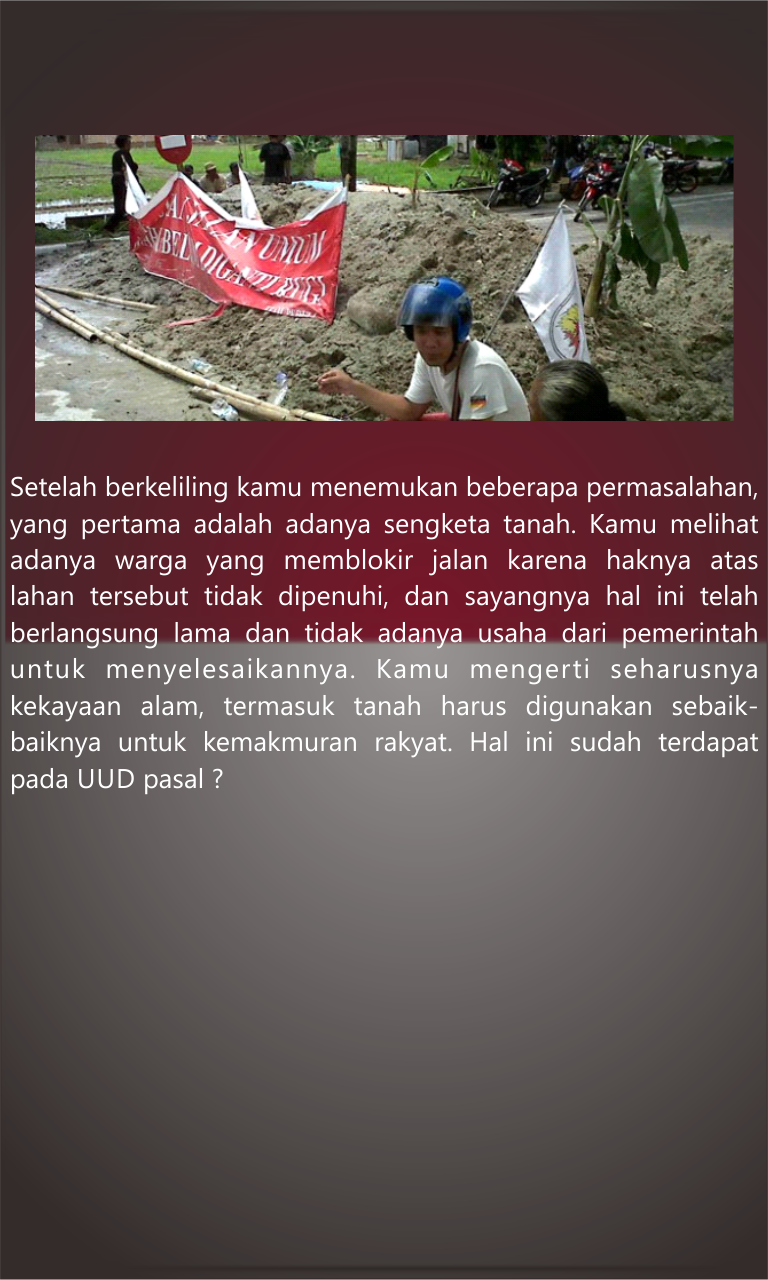 UMUM
Setelah berkeliling kamu menemukan beberapa permasalahan,
yang pertama adalah adanya sengketa tanah. Kamu melihat
adanya warga yang memblokir jalan karena haknya atas
lahan tersebut tidak dipenuhi, dan sayangnya hal ini telah
berlangsung lama dan tidak adanya usaha dari pemerintah
untuk menyelesaikannya. Kamu mengerti seharusnya
kekayaan alam, termasuk tanah harus digunakan sebaik-
baiknya untuk kemakmuran rakyat. Hal ini sudah terdapat
pada UUD pasal ?